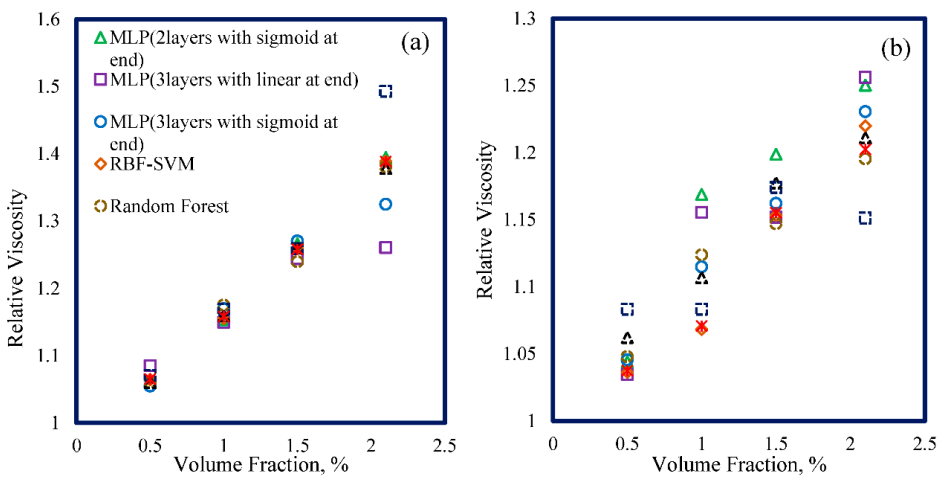 (a)
MLP(2layers with sigmoid at
end)
MLP(3layers with linear at end)
MLP(3layers with sigmoid at
end)
RBF-SVM
Random Forest
Relative Viscosity
1.6
1.5
1.4
1.3
1.2
1.1
1
0
0.5
1
1.5
2
2.5
Volume Fraction, %
(b)
Relative Viscosity
1.3
1.25
1.2
1.15
1.1
1.05
1
0
0.5
1
1.5
2
2.5
Volume Fraction, %